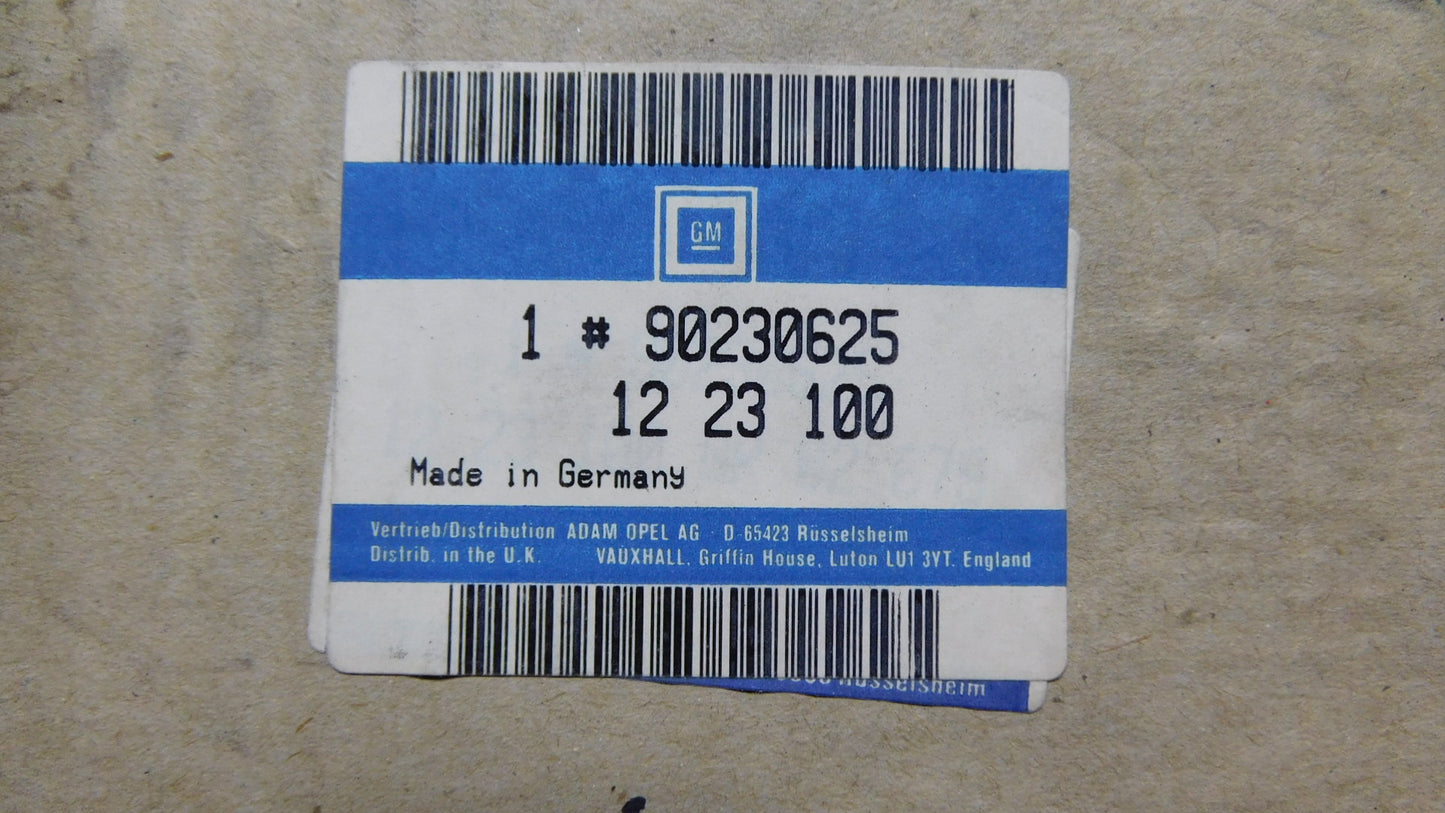 GM
1 # 90230625
12 23 100
Made in Germany
Vertrieb/Distribution ADAM OPEL AG · D-65423 Rüsselsheim
Distrib. in the U.K. VAUXHALL, Griffin House, Luton LU1 3YT. England
Rüsselsheim